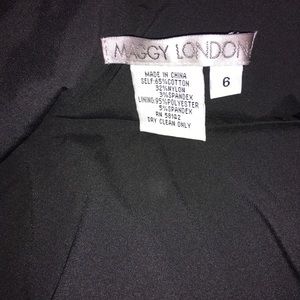 MAGGY LONDON
MADE IN CHINA
SELF:65%COTTON
32%NYLON
3%SPANDEX
LINING:95%POLYESTER
5%SPANDEX
RN 58192
DRY CLEAN ONLY
6